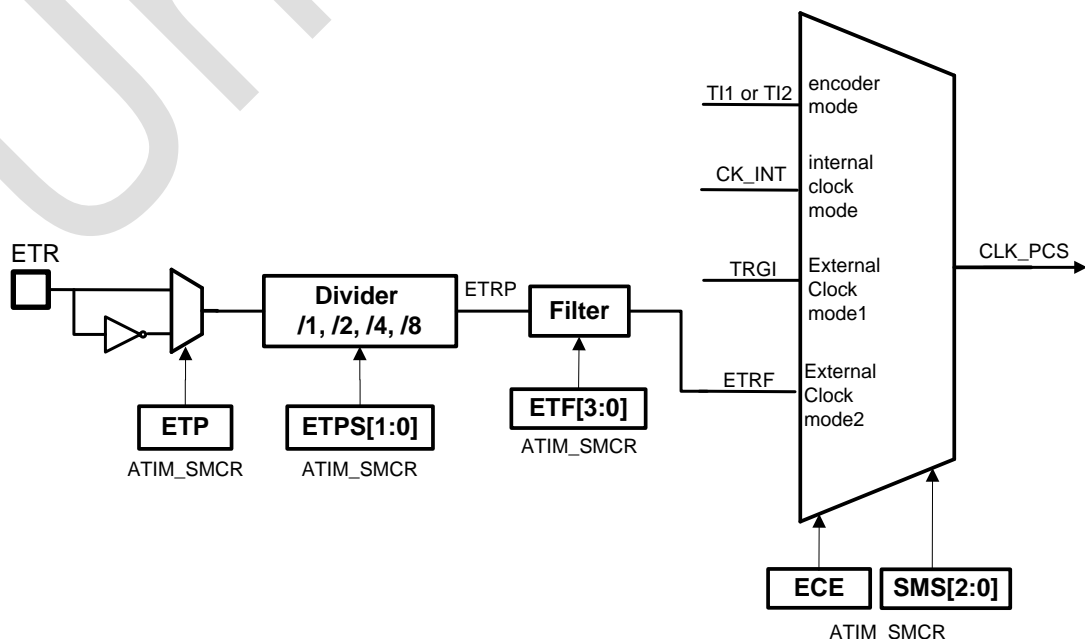 TI1 or TI2
encoder
mode
CK_INT
internal
clock
mode
ETR
TRGI
External
Clock
mode1
CLK_PCS
Divider
/1, /2, /4, /8
ETRP
Filter
ETRF
External
Clock
mode2
ETP
ATIM_SMCR
ETPS[1:0]
ATIM_SMCR
ETF[3:0]
ATIM_SMCR
ECE
SMS[2:0]
ATIM_SMCR